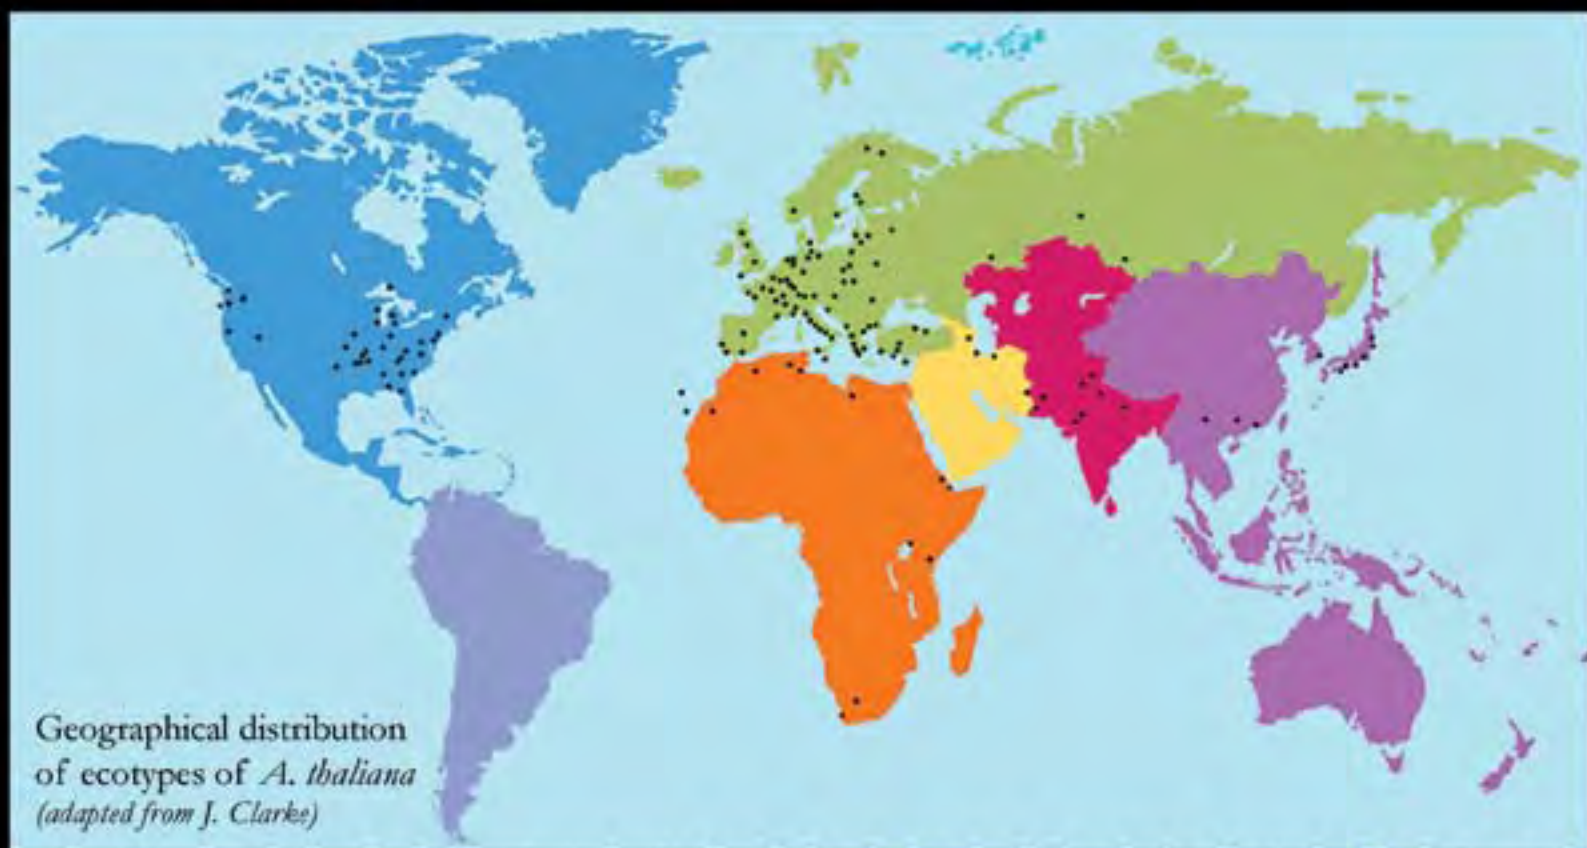 Geographical distribution
of ecotypes of A. thaliana
(adapted from J. Clarke)